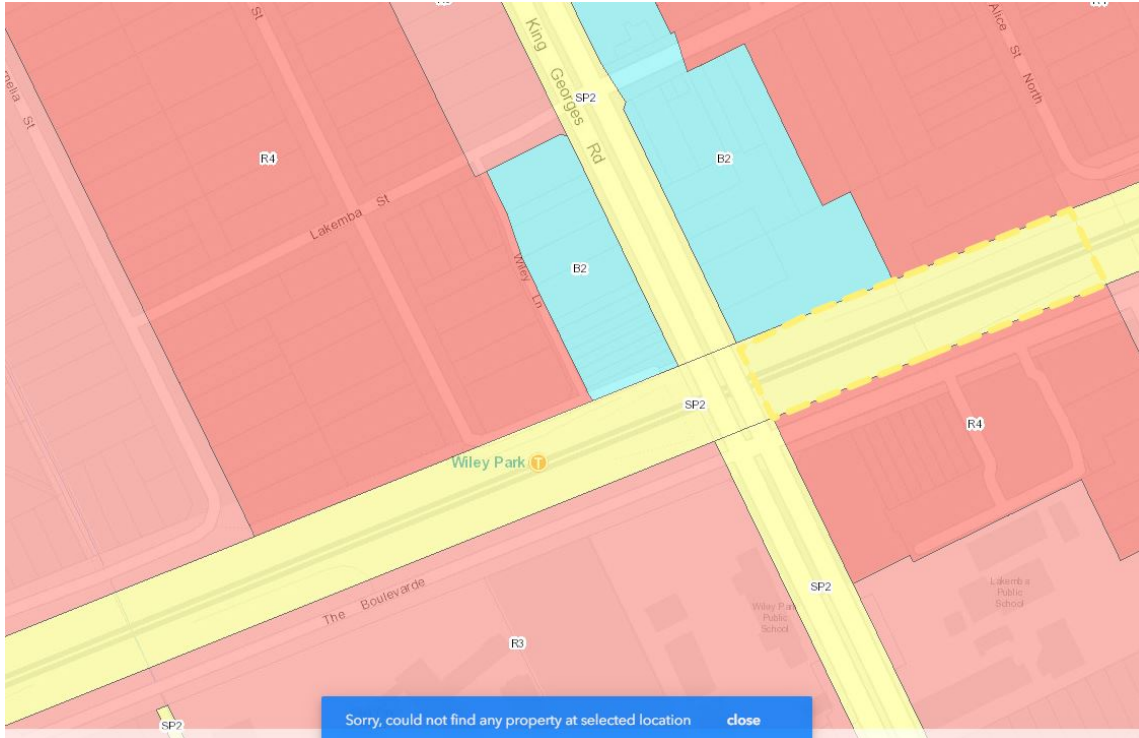 St
King Georges Rd
Alice St North
SP2
R4
B2
Lakemba St
B2
Wiley Ln
SP2
R4
Wiley Park T
SP2
The Boulevarde
Wiley Park
Public
School
Lakemba
Public
School
R3
SP2
Sorry, could not find any property at selected location close